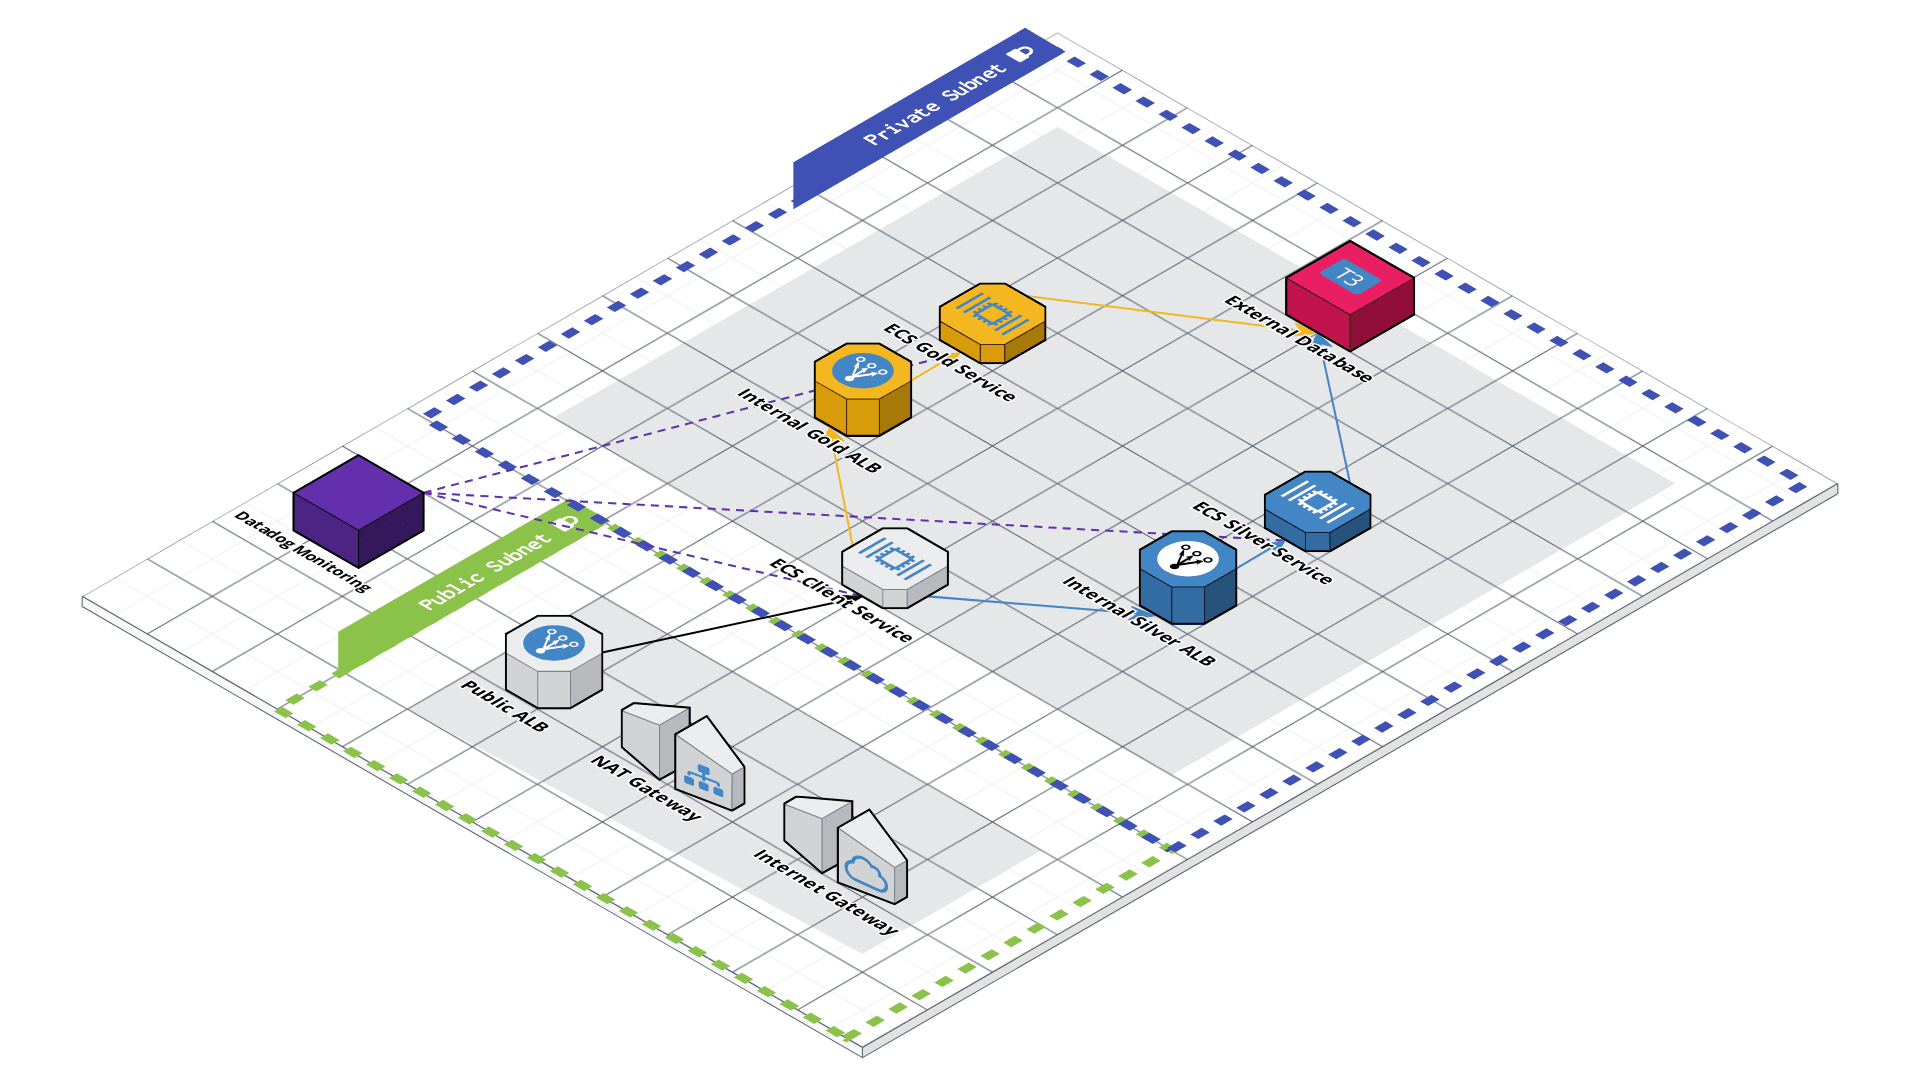 Private Subnet
T3
External Database
ECS Gold Service
Internal Gold ALB
Datadog Monitoring
Public Subnet
ECS Client Service
ECS Silver Service
Internal Silver ALB
Public ALB
NAT Gateway
Internet Gateway